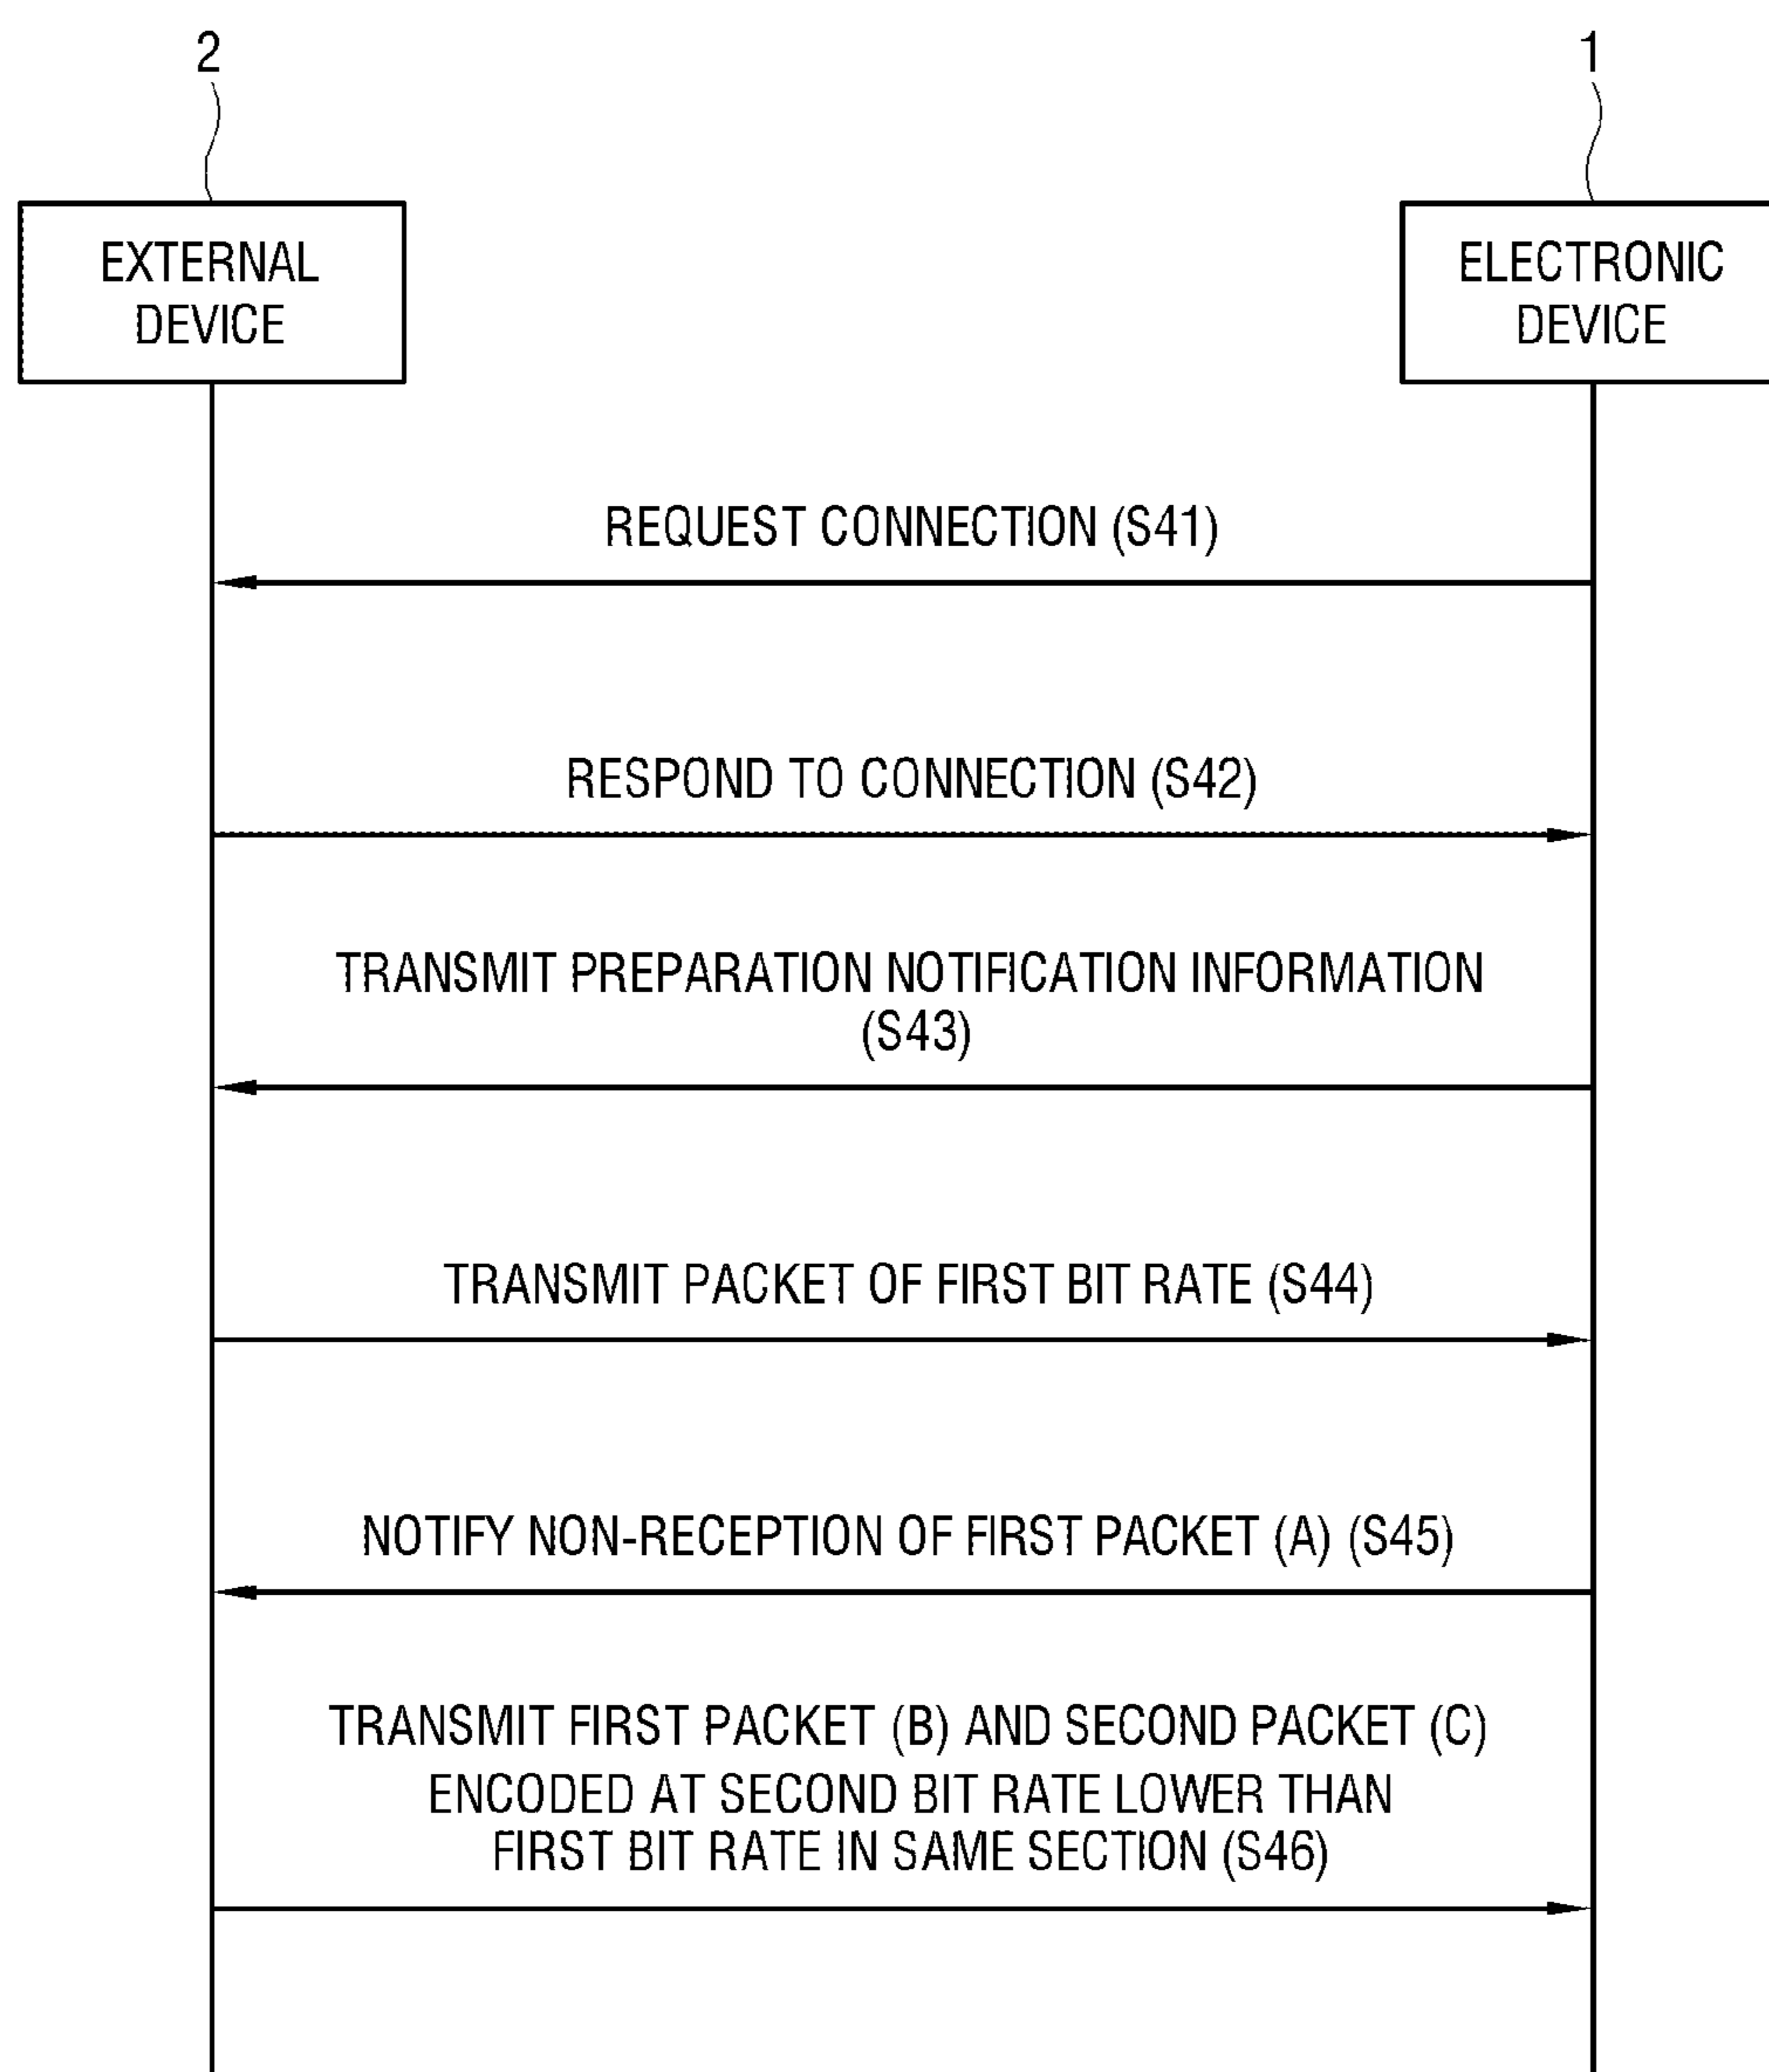 2
1
EXTERNAL
DEVICE
ELECTRONIC
DEVICE
REQUEST CONNECTION (S41)
RESPOND TO CONNECTION (S42)
TRANSMIT PREPARATION NOTIFICATION INFORMATION
(S43)
TRANSMIT PACKET OF FIRST BIT RATE (S44)
NOTIFY NON-RECEPTION OF FIRST PACKET (A) (S45)
TRANSMIT FIRST PACKET (B) AND SECOND PACKET (C)
ENCODED AT SECOND BIT RATE LOWER THAN
FIRST BIT RATE IN SAME SECTION (S46)